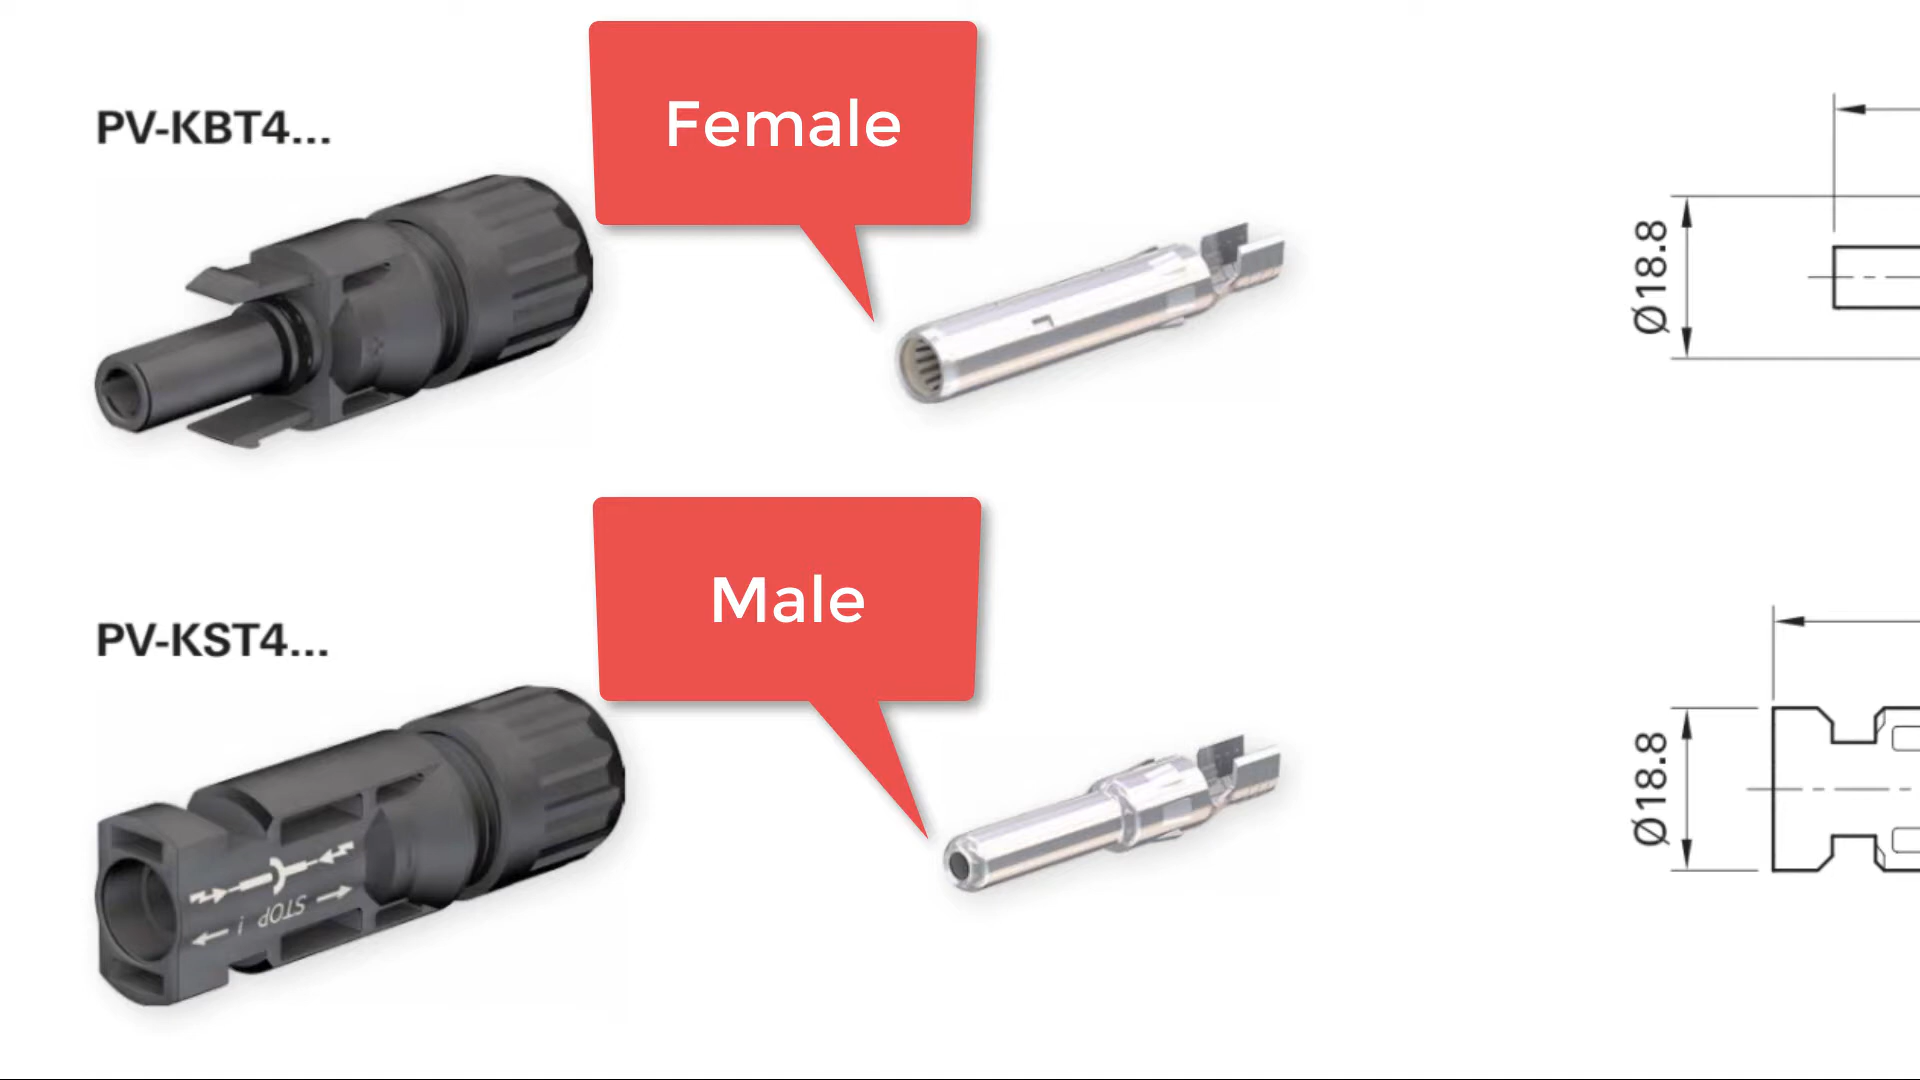 PV-KBT4...
Female
Ø18.8
PV-KST4...
Male
Ø18.8
STOP !